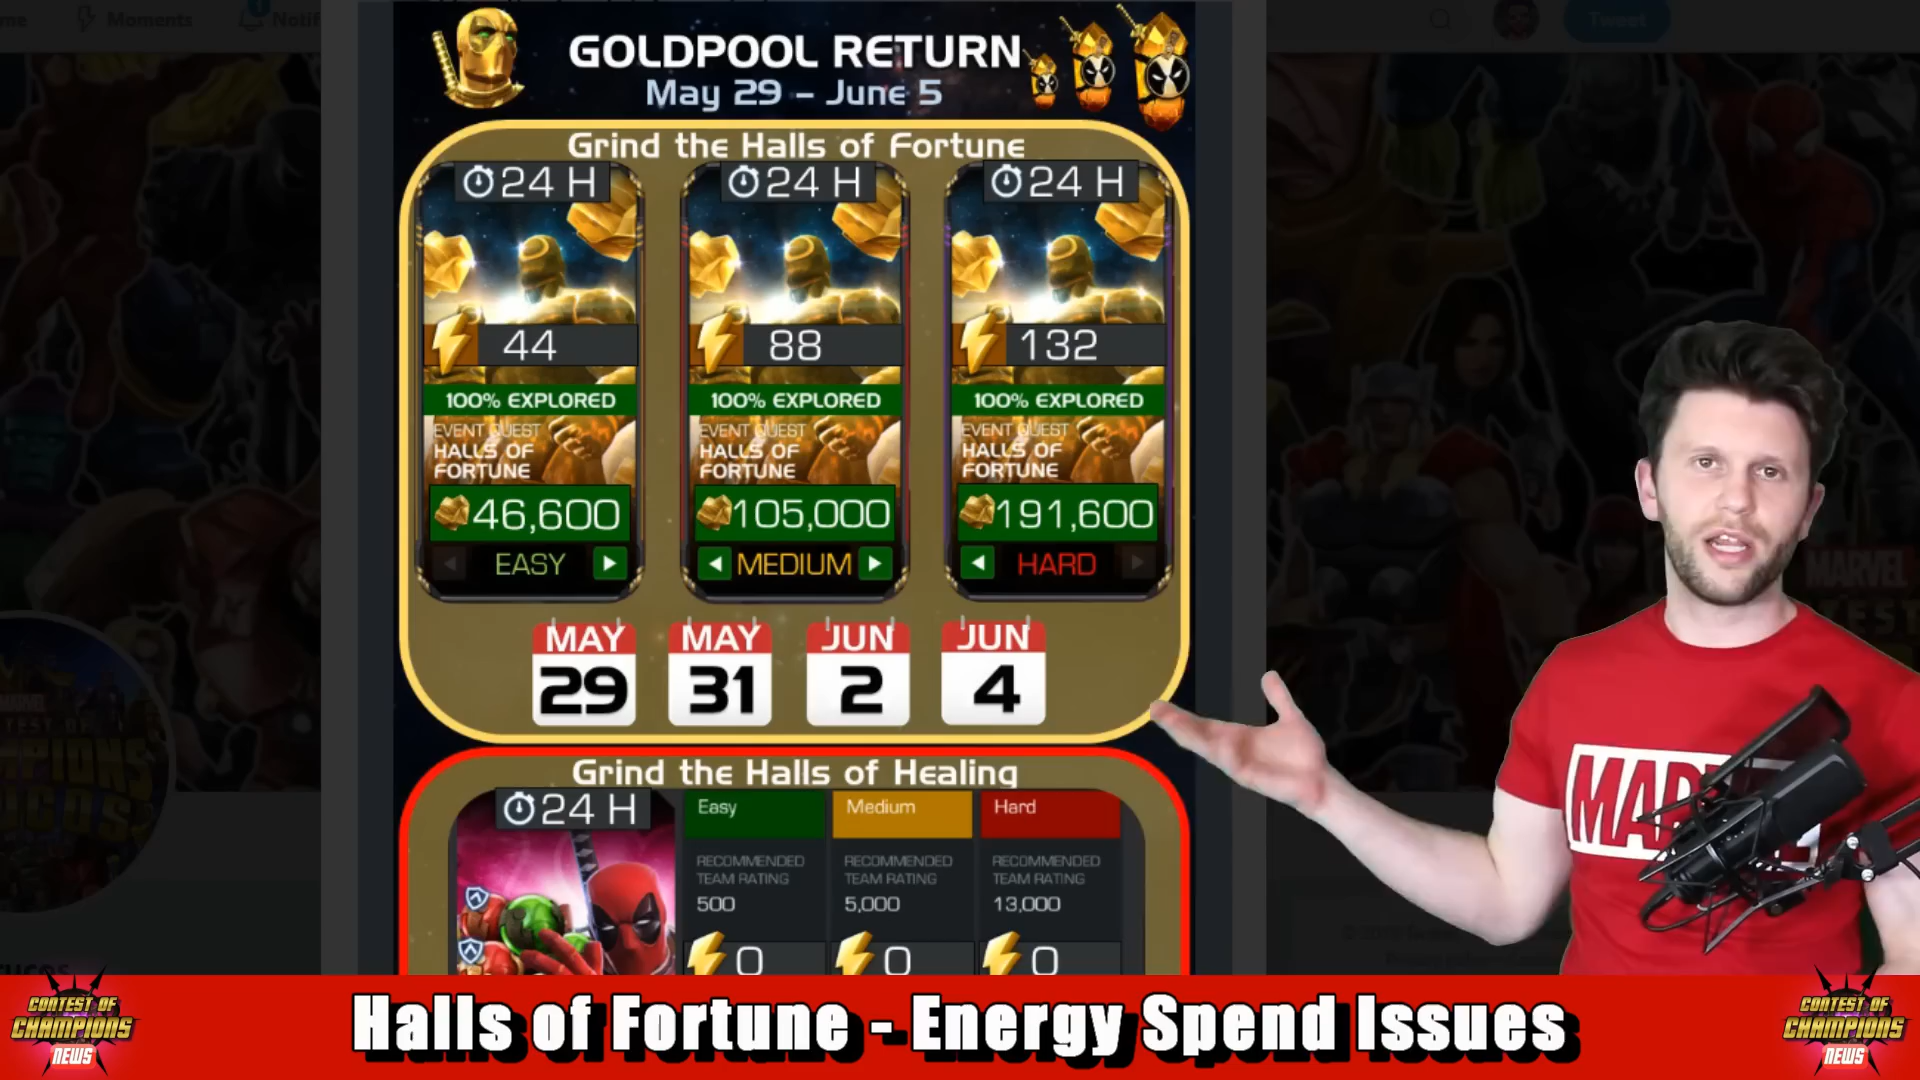 Moments
Notif
Tweet
GOLDPOOL RETURN
May 29 - June 5
Grind the Halls of Fortune
24 H
44
100% EXPLORED
EVENT QUEST
HALLS OF
FORTUNE
46,600
EASY
24 H
88
100% EXPLORED
EVENT QUEST
HALLS OF
FORTUNE
105,000
MEDIUM
24 H
132
100% EXPLORED
EVENT QUEST
HALLS OF
FORTUNE
191,600
HARD
MAY
29
MAY
31
JUN
2
JUN
4
Grind the Halls of Healing
24 H
Easy
RECOMMENDED
TEAM RATING
500
0
Medium
RECOMMENDED
TEAM RATING
5,000
0
Hard
RECOMMENDED
TEAM RATING
13,000
0
MARVEL
CONTEST OF
CHAMPIONS
NEWS
Halls of Fortune - Energy Spend Issues
CONTEST OF
CHAMPIONS
NEWS